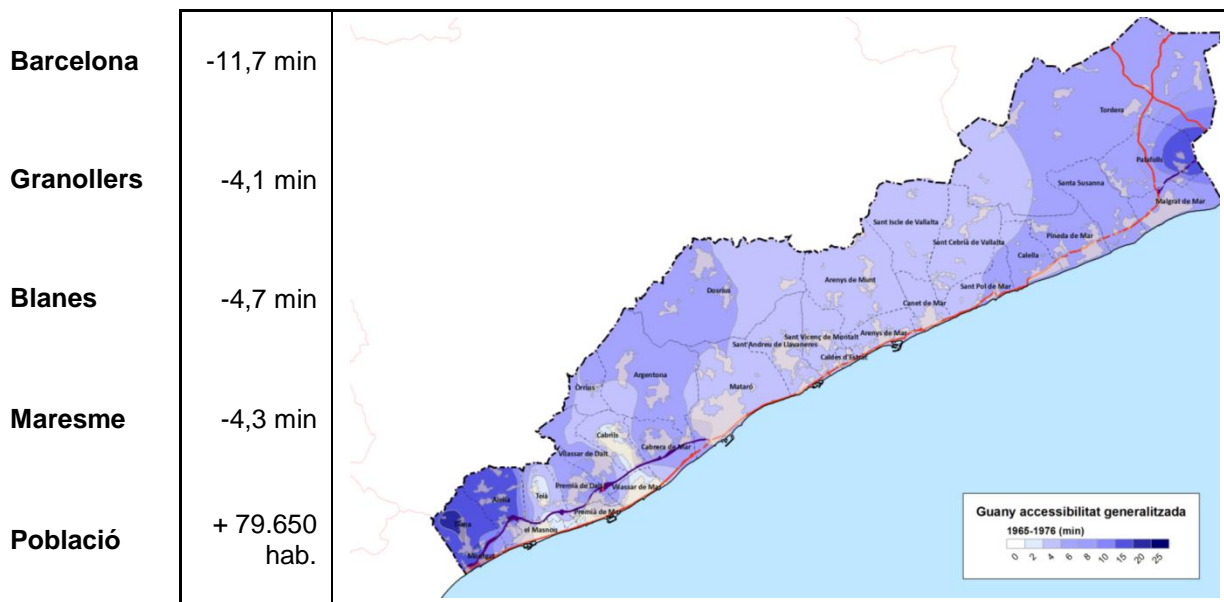 Barcelona -11,7 min
Granollers -4,1 min
Blanes -4,7 min
Maresme -4,3 min
Població + 79.650
hab.
Tordera
Palafolls
Santa Susanna
Malgrat de Mar
Sant Iscle de Vallalta
Sant Cebrià de Vallalta
Pineda de Mar
Calella
Sant Pol de Mar
Arenys de Munt
Canet de Mar
Dosrius
Sant Vicenç de Montalt
Arenys de Mar
Sant Andreu de Llavaneres
Caldes d'Estrac
Argentona
Òrrius
Mataró
Cabrils
Cabrera de Mar
Vilassar de Dalt
Premià de Dalt
Vilassar de Mar
Alella
Teià
Premià de Mar
el Masnou
Tiana
Montgat
Guany accessibilitat generalitzada
1965-1976 (min)
0 2 4 6 8 10 15 20 25